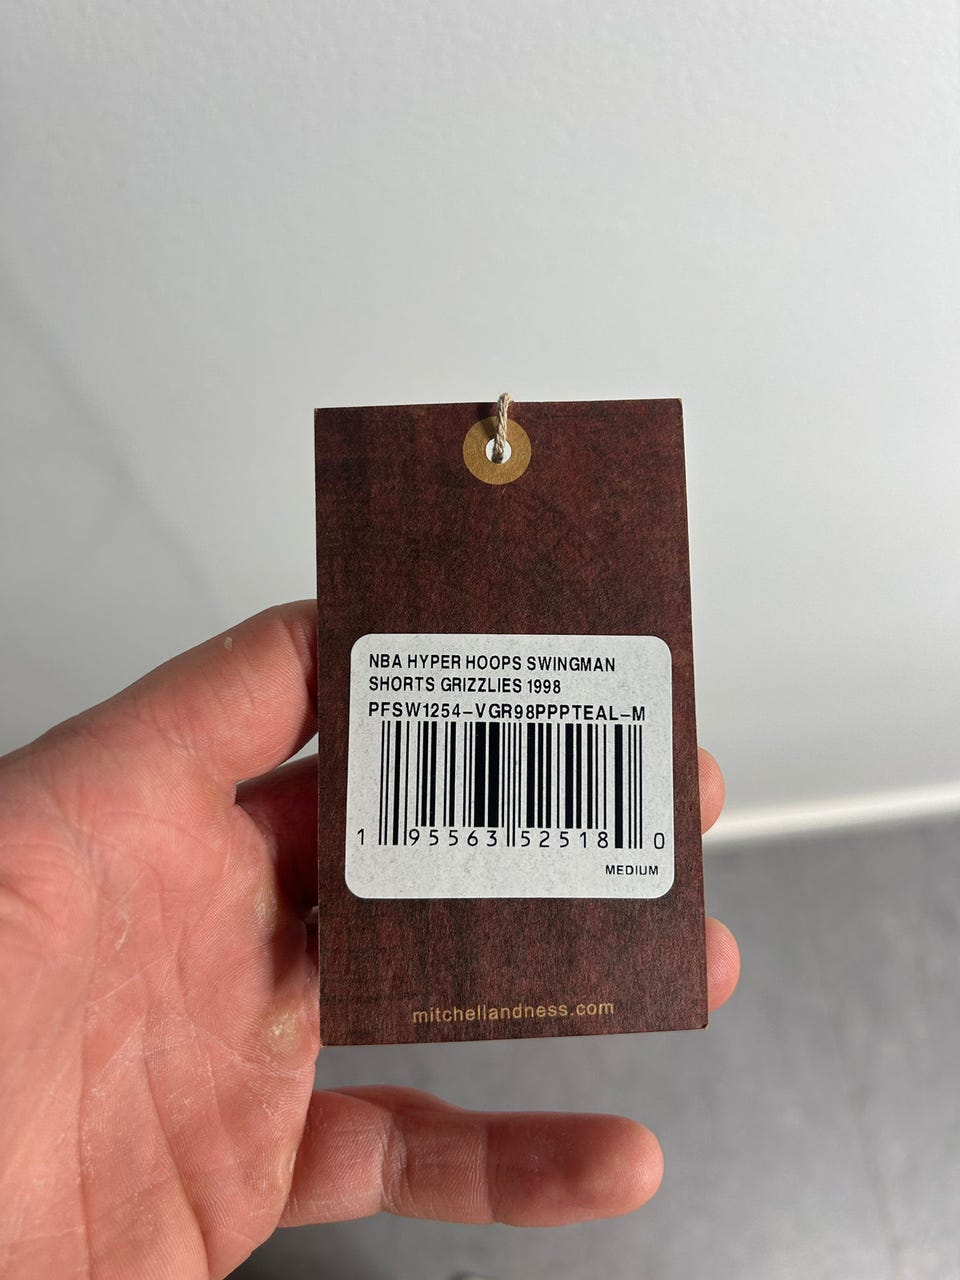 NBA HYPER HOOPS SWINGMAN
SHORTS GRIZZLIES 1998
PFSW1254-VGR98PPPTEAL-M
1 95563 52518 0
MEDIUM
mitchellandness.com